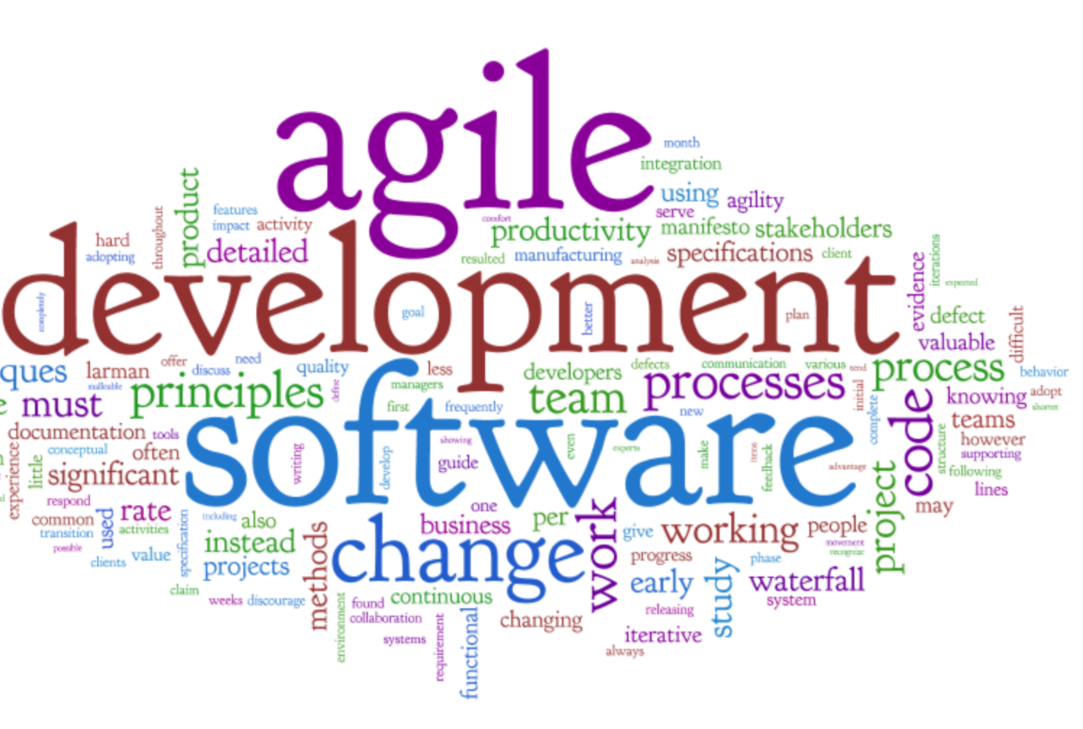 agile
month
integration
using
agility
serve
comfort
productivity
manifesto
stakeholders
product
features
impact
activity
throughout
hard
adopting
detailed
resulted
manufacturing
analysis
specifications
client
development
completely
goal
better
plan
evidence
iterations
expected
defect
valuable
difficult
ques
larman
offer
discuss
need
quality
less
developers
defects
communication
various
tend
process
behavior
malleable
principles
define
managers
team
processes
initial
must
first
frequently
new
complete
code
knowing
adopt
shorter
teams
documentation
tools
software
however
conceptual
often
writing
develop
showing
guide
even
experts
make
items
feedback
advantage
structure
supporting
experience
little
significant
following
lines
respond
rate
one
may
common
used
activities
including
also
business
per
work
give
working
people
project
transition
possible
specification
instead
methods
change
movement
recognize
clients
value
projects
progress
phase
claim
early
study
waterfall
weeks
discourage
environment
found
continuous
system
collaboration
changing
releasing
systems
requirement
functional
iterative
always